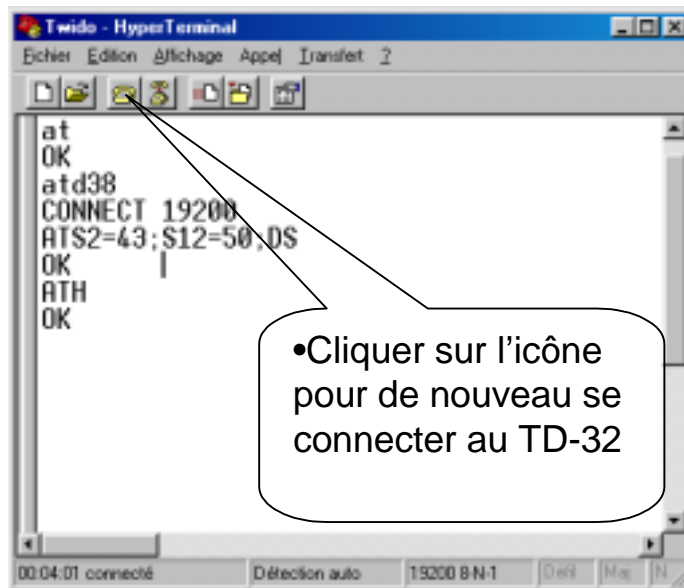 Twido - HyperTerminal
Fichier Edition Affichage Appel Transfert ?
at
OK
atd38
CONNECT 19200
ATS2=43;S12=50;DS
OK
ATH
OK
•Cliquer sur l'icône
pour de nouveau se
connecter au TD-32
00:04:01 connecté Détection auto 19200 8-N-1 Défil Maj N